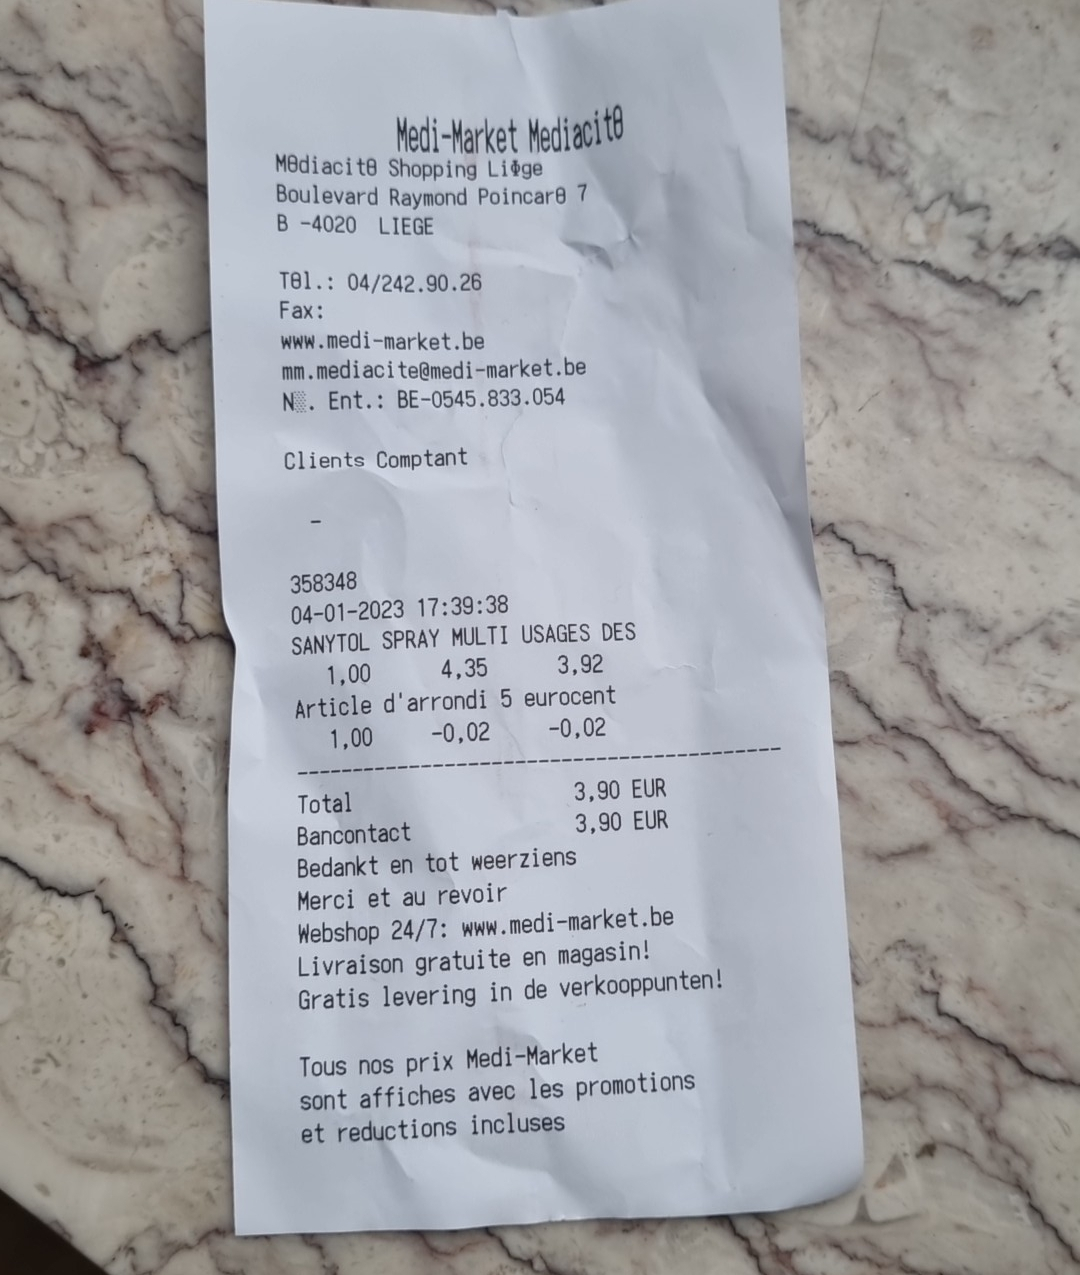 Medi-Market Mediacitθ
Mθdiacitθ Shopping LiΦge
Boulevard Raymond Poincarθ 7
B -4020 LIEGE
Tθl.: 04/242.90.26
Fax:
www.medi-market.be
mm.mediacite@medi-market.be
N▒. Ent.: BE-0545.833.054
Clients Comptant
-
358348
04-01-2023 17:39:38
SANYTOL SPRAY MULTI USAGES DES
1,00 4,35 3,92
Article d'arrondi 5 eurocent
1,00 -0,02 -0,02
--------------------------------------------
Total 3,90 EUR
Bancontact 3,90 EUR
Bedankt en tot weerziens
Merci et au revoir
Webshop 24/7: www.medi-market.be
Livraison gratuite en magasin!
Gratis levering in de verkooppunten!
Tous nos prix Medi-Market
sont affiches avec les promotions
et reductions incluses